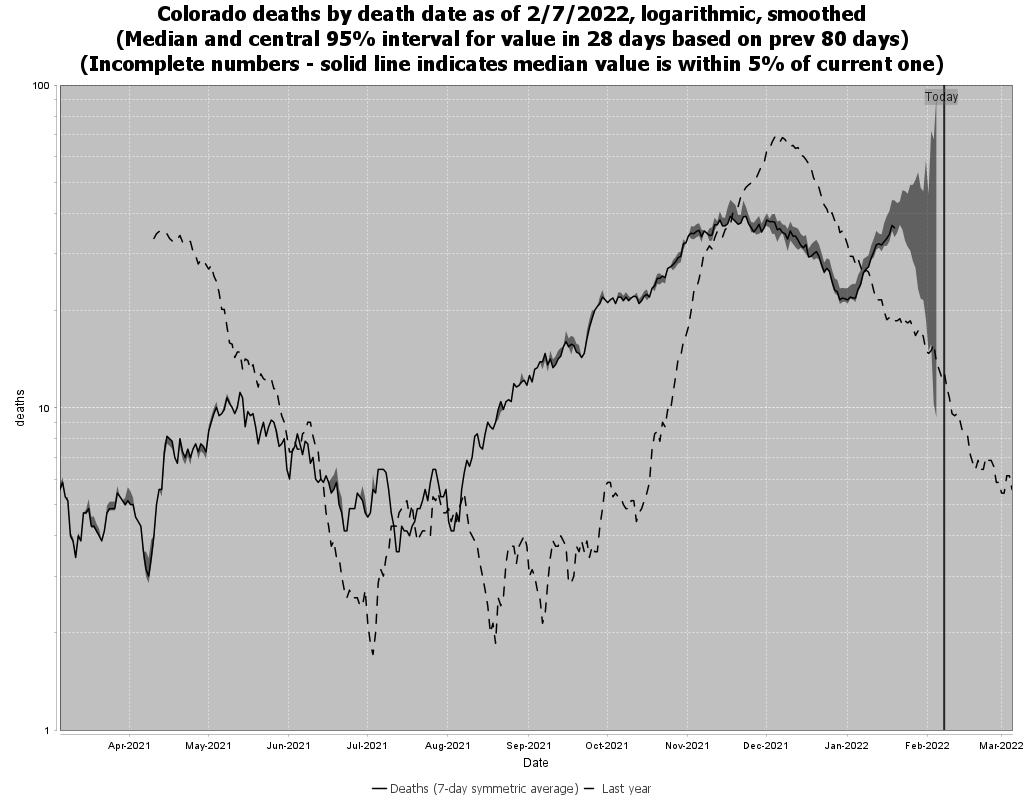 Colorado deaths by death date as of 2/7/2022, logarithmic, smoothed
(Median and central 95% interval for value in 28 days based on prev 80 days)
(Incomplete numbers - solid line indicates median value is within 5% of current one)
Today
100
10
1
deaths
Apr-2021 May-2021 Jun-2021 Jul-2021 Aug-2021 Sep-2021 Oct-2021 Nov-2021 Dec-2021 Jan-2022 Feb-2022 Mar-2022
Date
Deaths (7-day symmetric average) Last year